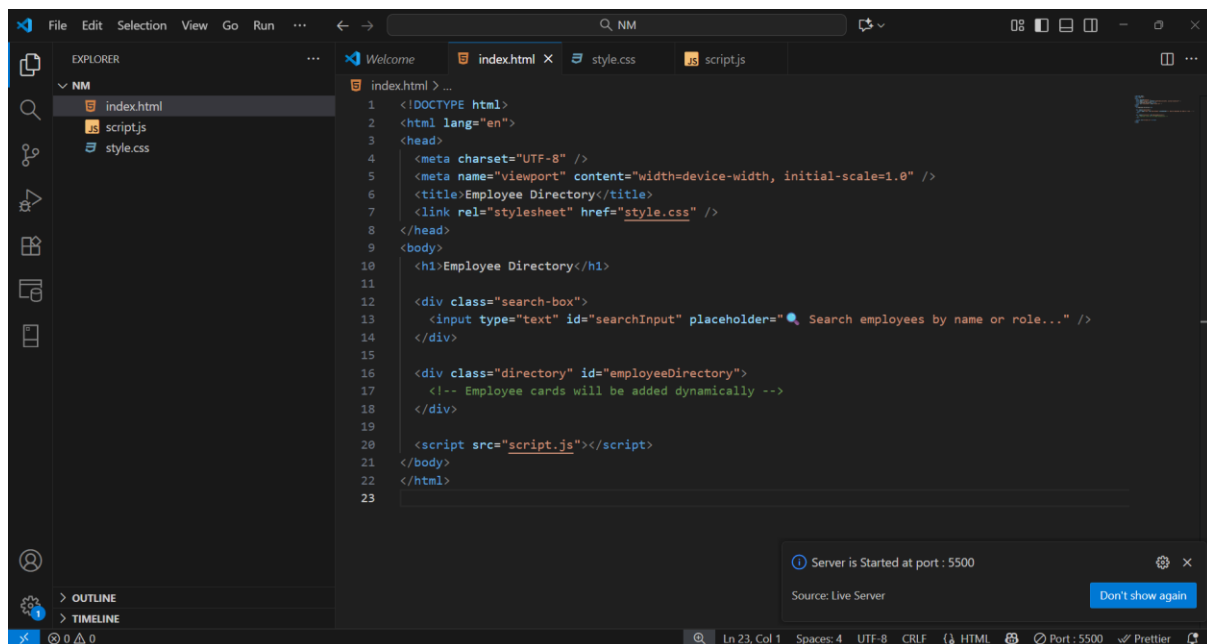 File Edit Selection View Go Run ··· NM
EXPLORER ···
NM
index.html
script.js
style.css
OUTLINE
TIMELINE
Welcome index.html style.css script.js
index.html > ...
1 <!DOCTYPE html>
2 <html lang="en">
3 <head>
4 <meta charset="UTF-8" />
5 <meta name="viewport" content="width=device-width, initial-scale=1.0" />
6 <title>Employee Directory</title>
7 <link rel="stylesheet" href="style.css" />
8 </head>
9 <body>
10 <h1>Employee Directory</h1>
11
12 <div class="search-box">
13 <input type="text" id="searchInput" placeholder="🔍 Search employees by name or role..." />
14 </div>
15
16 <div class="directory" id="employeeDirectory">
17 <!-- Employee cards will be added dynamically -->
18 </div>
19
20 <script src="script.js"></script>
21 </body>
22 </html>
23
Server is Started at port : 5500
Source: Live Server Don't show again
1
0 0 Ln 23, Col 1 Spaces: 4 UTF-8 CRLF HTML Port : 5500 Prettier